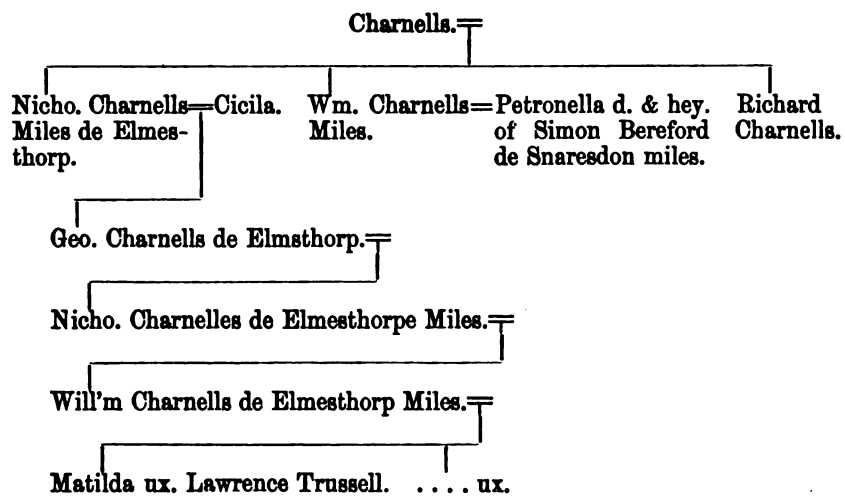 Charnells.
Nicho. Charnells=Cicila.
Miles de Elmes-
thorp.
Wm. Charnells=Petronella d. & hey.
Miles.
of Simon Bereford
de Snaresdon miles.
Richard
Charnells.
Geo. Charnells de Elmsthorp.
Nicho. Charnelles de Elmesthorpe Miles.
Will'm Charnells de Elmesthorp Miles.
Matilda ux. Lawrence Trussell. .... ux.